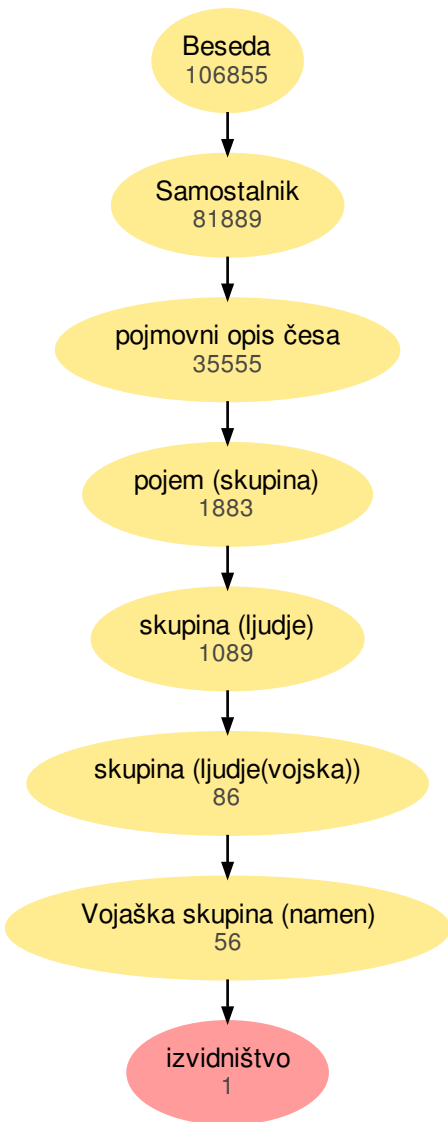 Beseda
106855
Samostalnik
81889
pojmovni opis česa
35555
pojem (skupina)
1883
skupina (ljudje)
1089
skupina (ljudje(vojska))
86
Vojaška skupina (namen)
56
izvidništvo
1